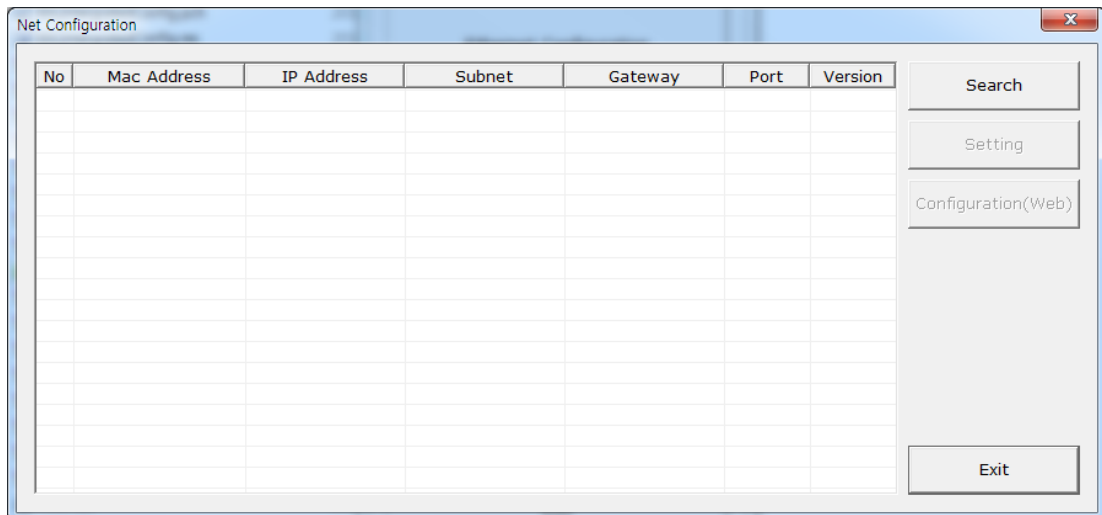 Net Configuration
No Mac Address IP Address Subnet Gateway Port Version
Search
Setting
Configuration(Web)
Exit